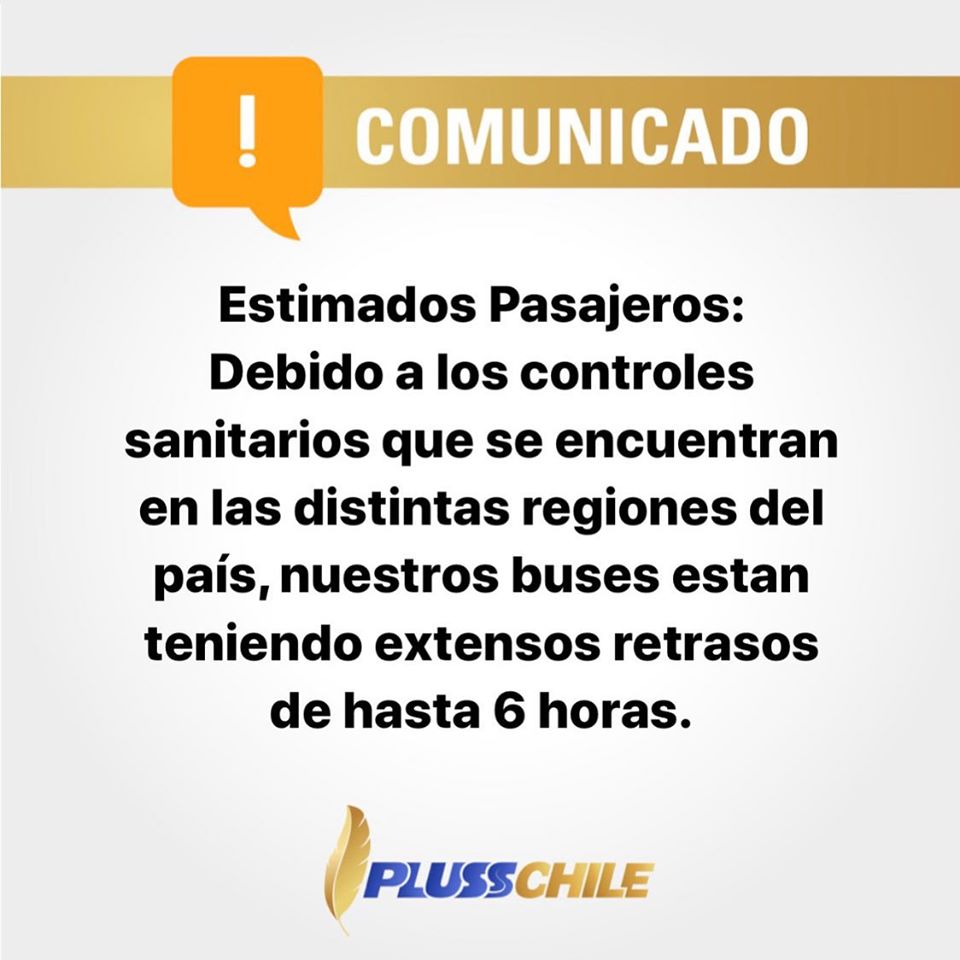 !
COMUNICADO
Estimados Pasajeros:
Debido a los controles
sanitarios que se encuentran
en las distintas regiones del
país, nuestros buses estan
teniendo extensos retrasos
de hasta 6 horas.
PLUSSCHILE